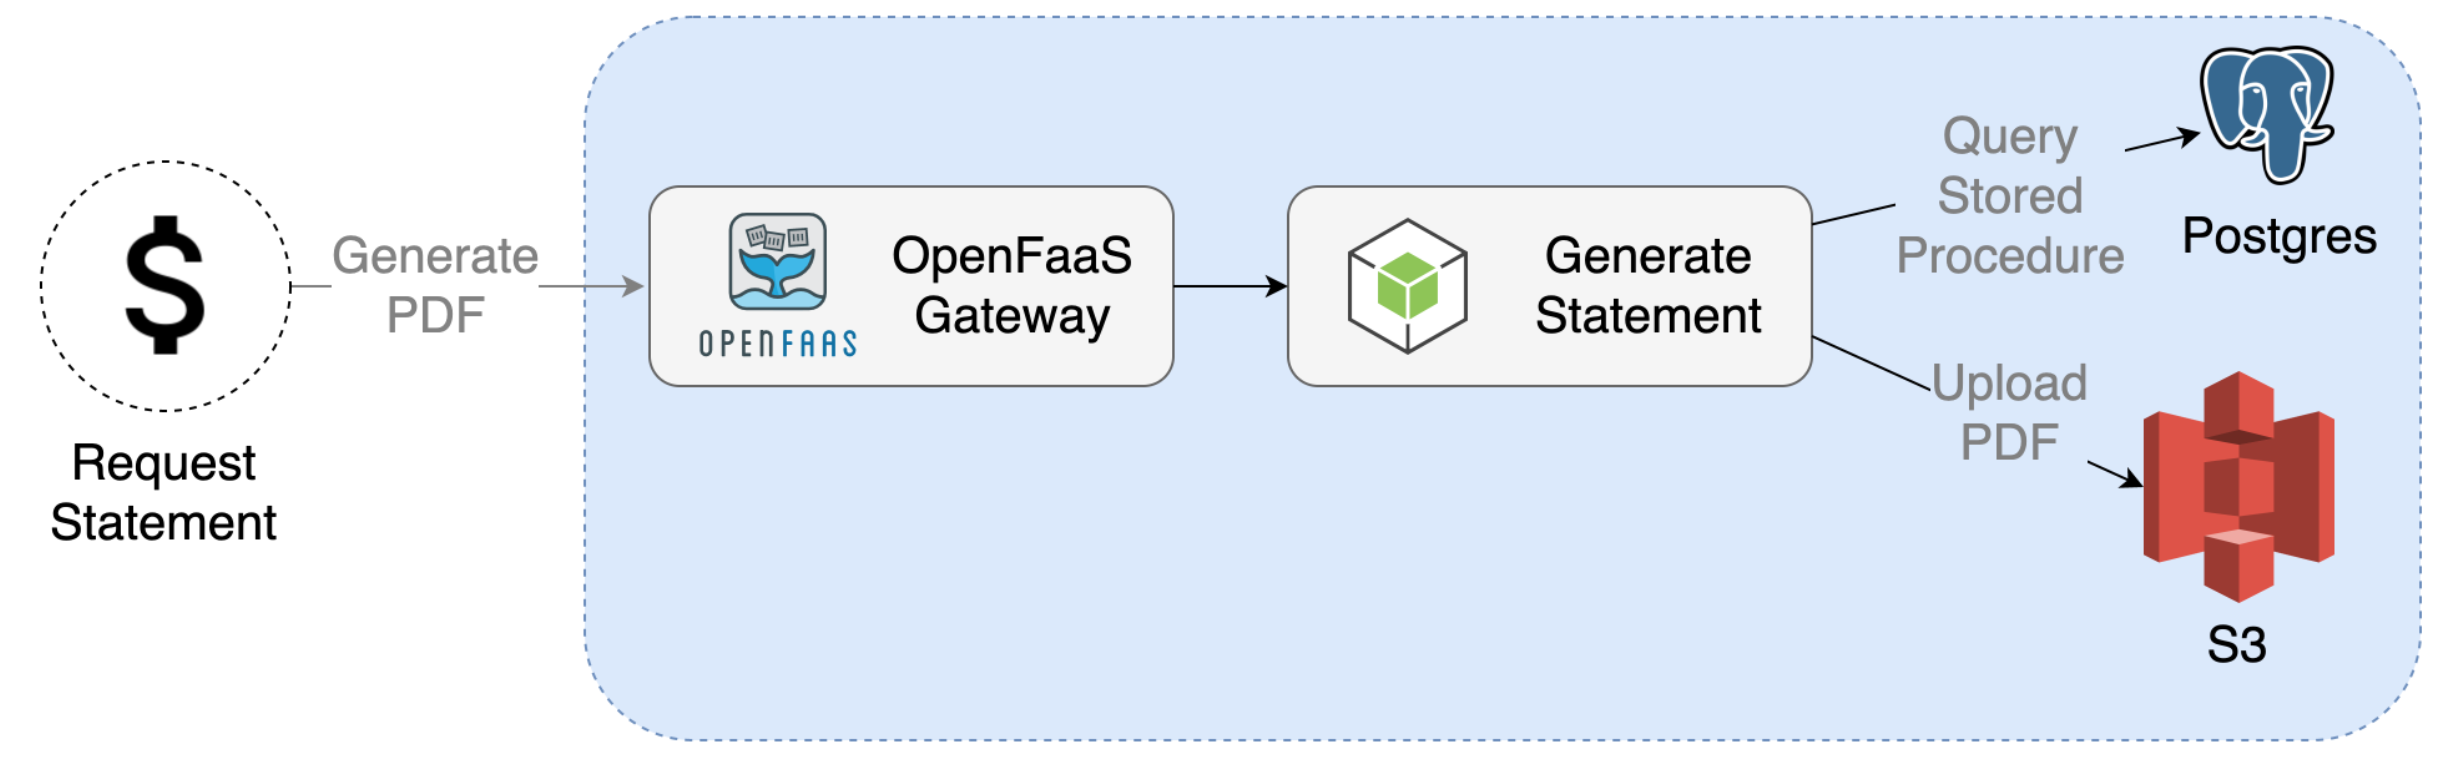 Request
Statement
Generate
PDF
OPENFAAS
OpenFaaS
Gateway
Generate
Statement
Query
Stored
Procedure
Postgres
Upload
PDF
S3